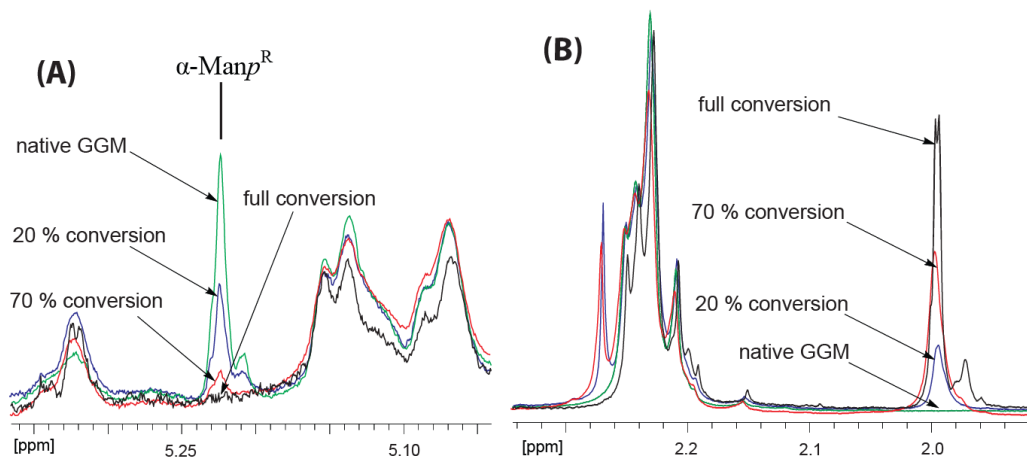 (A)
α-Manpᴿ
native GGM
full conversion
20 % conversion
70 % conversion
[ppm]
5.25
5.10
(B)
full conversion
70 % conversion
20 % conversion
native GGM
[ppm]
2.2
2.1
2.0